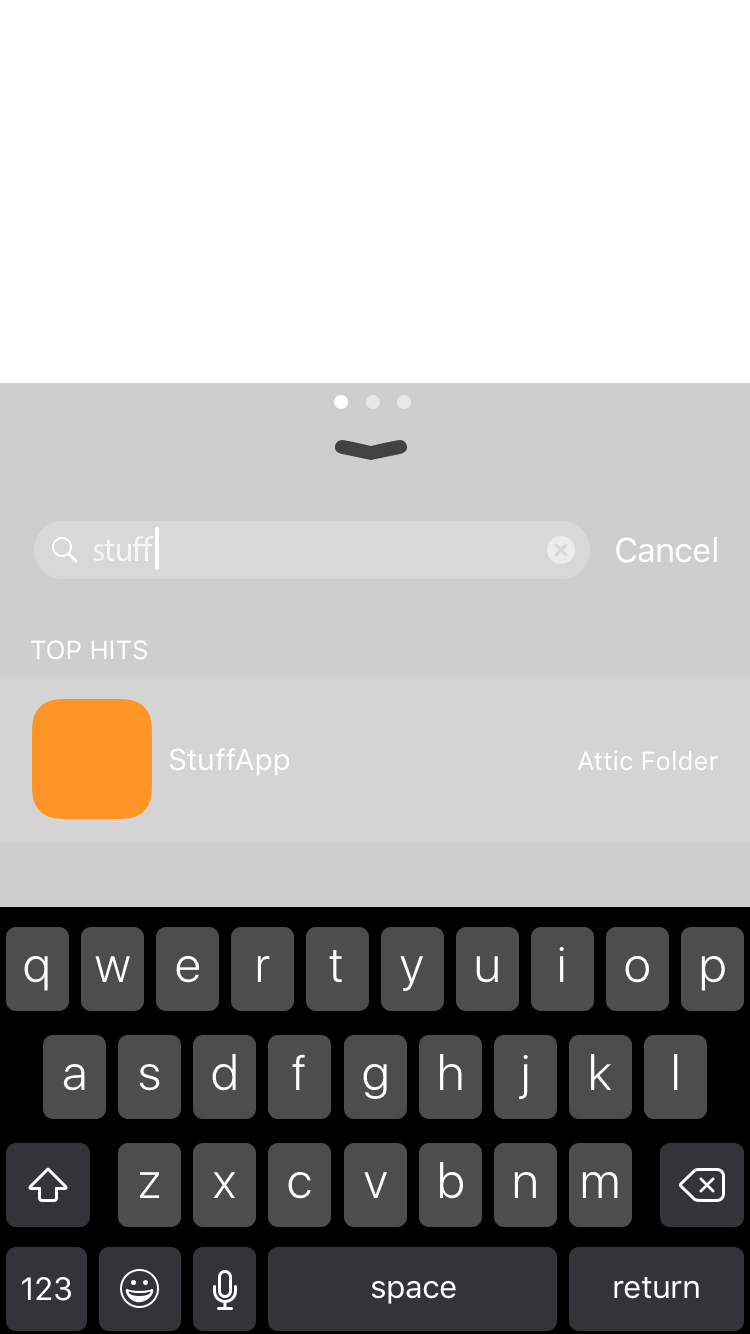 stuff
Cancel
TOP HITS
StuffApp
Attic Folder
q w e r t y u i o p
a s d f g h j k l
z x c v b n m
123 space return